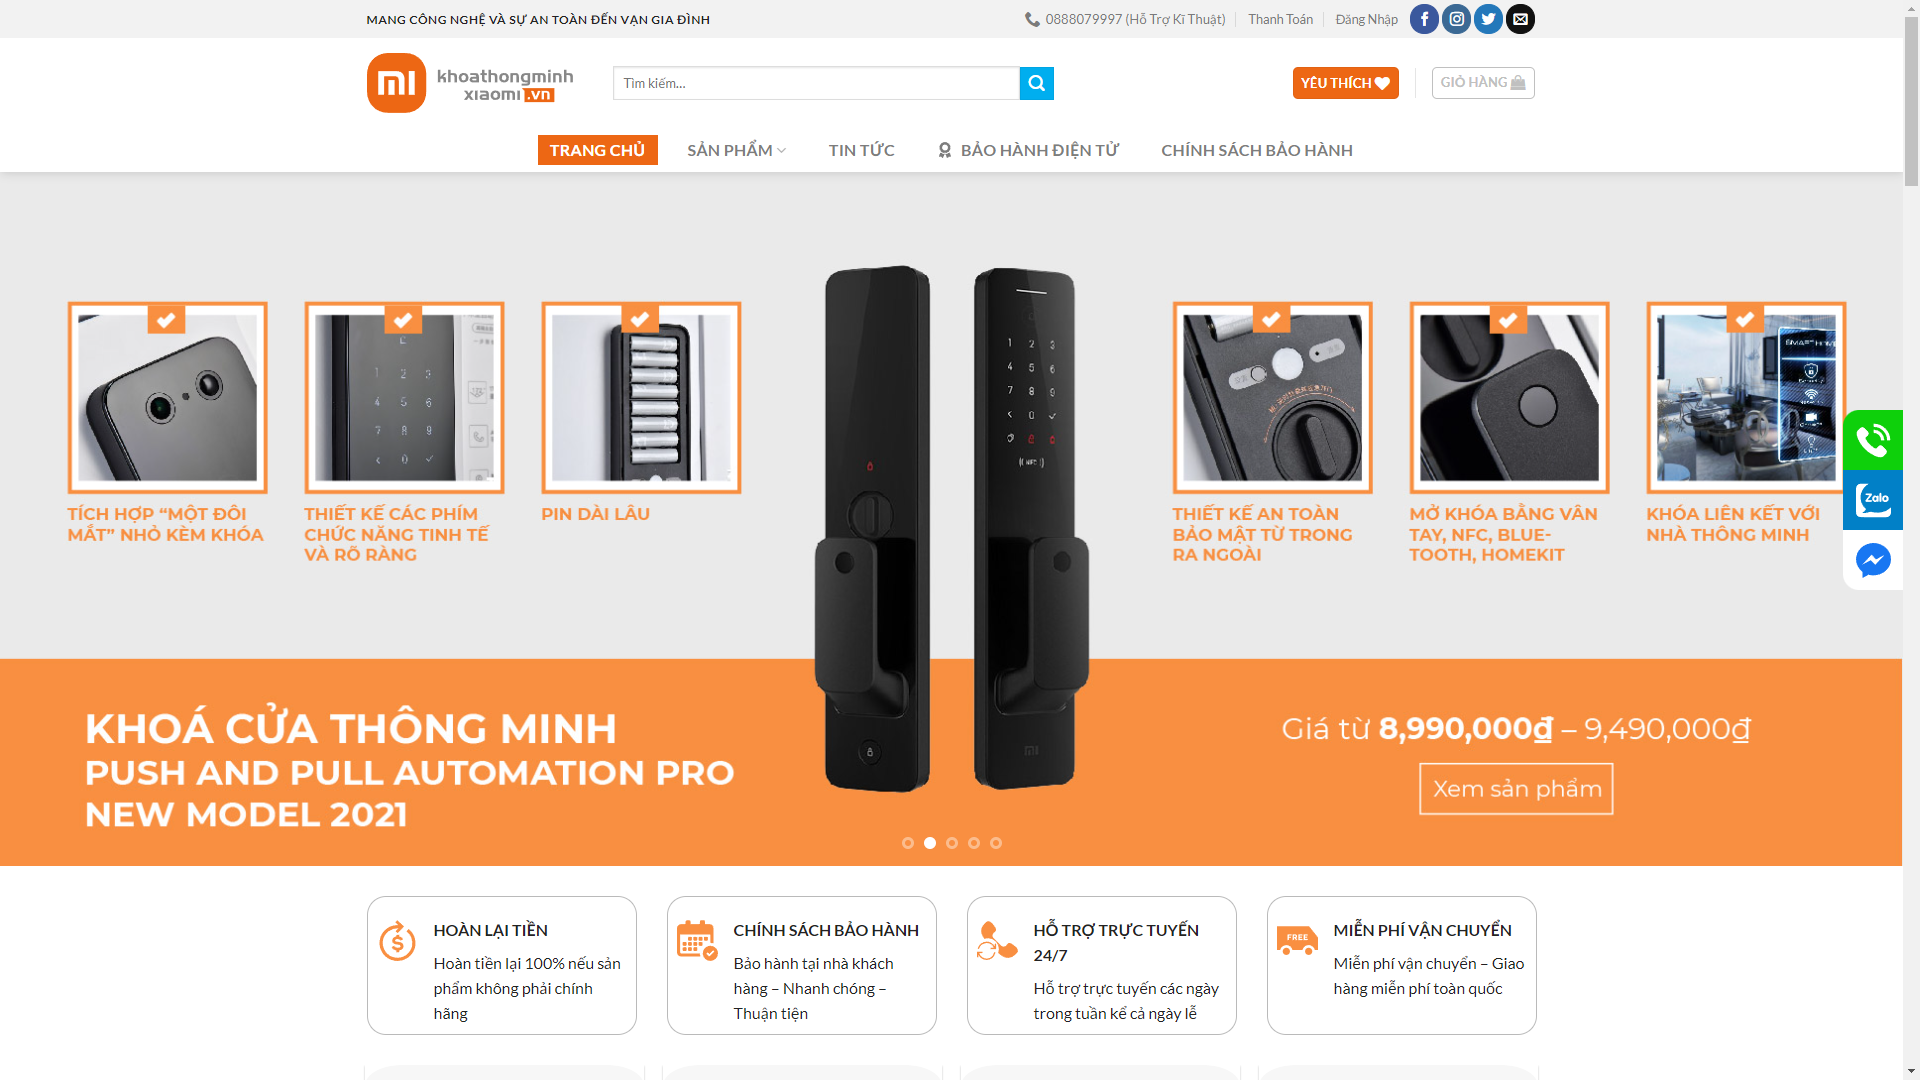 MANG CÔNG NGHỆ VÀ SỰ AN TOÀN ĐẾN VẠN GIA ĐÌNH
0888079997 (Hỗ Trợ Kĩ Thuật)
Thanh Toán
Đăng Nhập
khoathongminh
xiaomi.vn
Tìm kiếm...
YÊU THÍCH
GIỎ HÀNG
TRANG CHỦ
SẢN PHẨM
TIN TỨC
BẢO HÀNH ĐIỆN TỬ
CHÍNH SÁCH BẢO HÀNH
TÍCH HỢP “MỘT ĐÔI
MẮT” NHỎ KÈM KHÓA
THIẾT KẾ CÁC PHÍM
CHỨC NĂNG TINH TẾ
VÀ RÕ RÀNG
PIN DÀI LÂU
THIẾT KẾ AN TOÀN
BẢO MẬT TỪ TRONG
RA NGOÀI
MỞ KHÓA BẰNG VÂN
TAY, NFC, BLUE-
TOOTH, HOMEKIT
KHÓA LIÊN KẾT VỚI
NHÀ THÔNG MINH
Zalo
KHOÁ CỬA THÔNG MINH
PUSH AND PULL AUTOMATION PRO
NEW MODEL 2021
Giá từ 8,990,000₫ – 9,490,000₫
Xem sản phẩm
HOÀN LẠI TIỀN
Hoàn tiền lại 100% nếu sản
phẩm không phải chính
hãng
CHÍNH SÁCH BẢO HÀNH
Bảo hành tại nhà khách
hàng – Nhanh chóng –
Thuận tiện
HỖ TRỢ TRỰC TUYẾN
24/7
Hỗ trợ trực tuyến các ngày
trong tuần kể cả ngày lễ
FREE
MIỄN PHÍ VẬN CHUYỂN
Miễn phí vận chuyển – Giao
hàng miễn phí toàn quốc